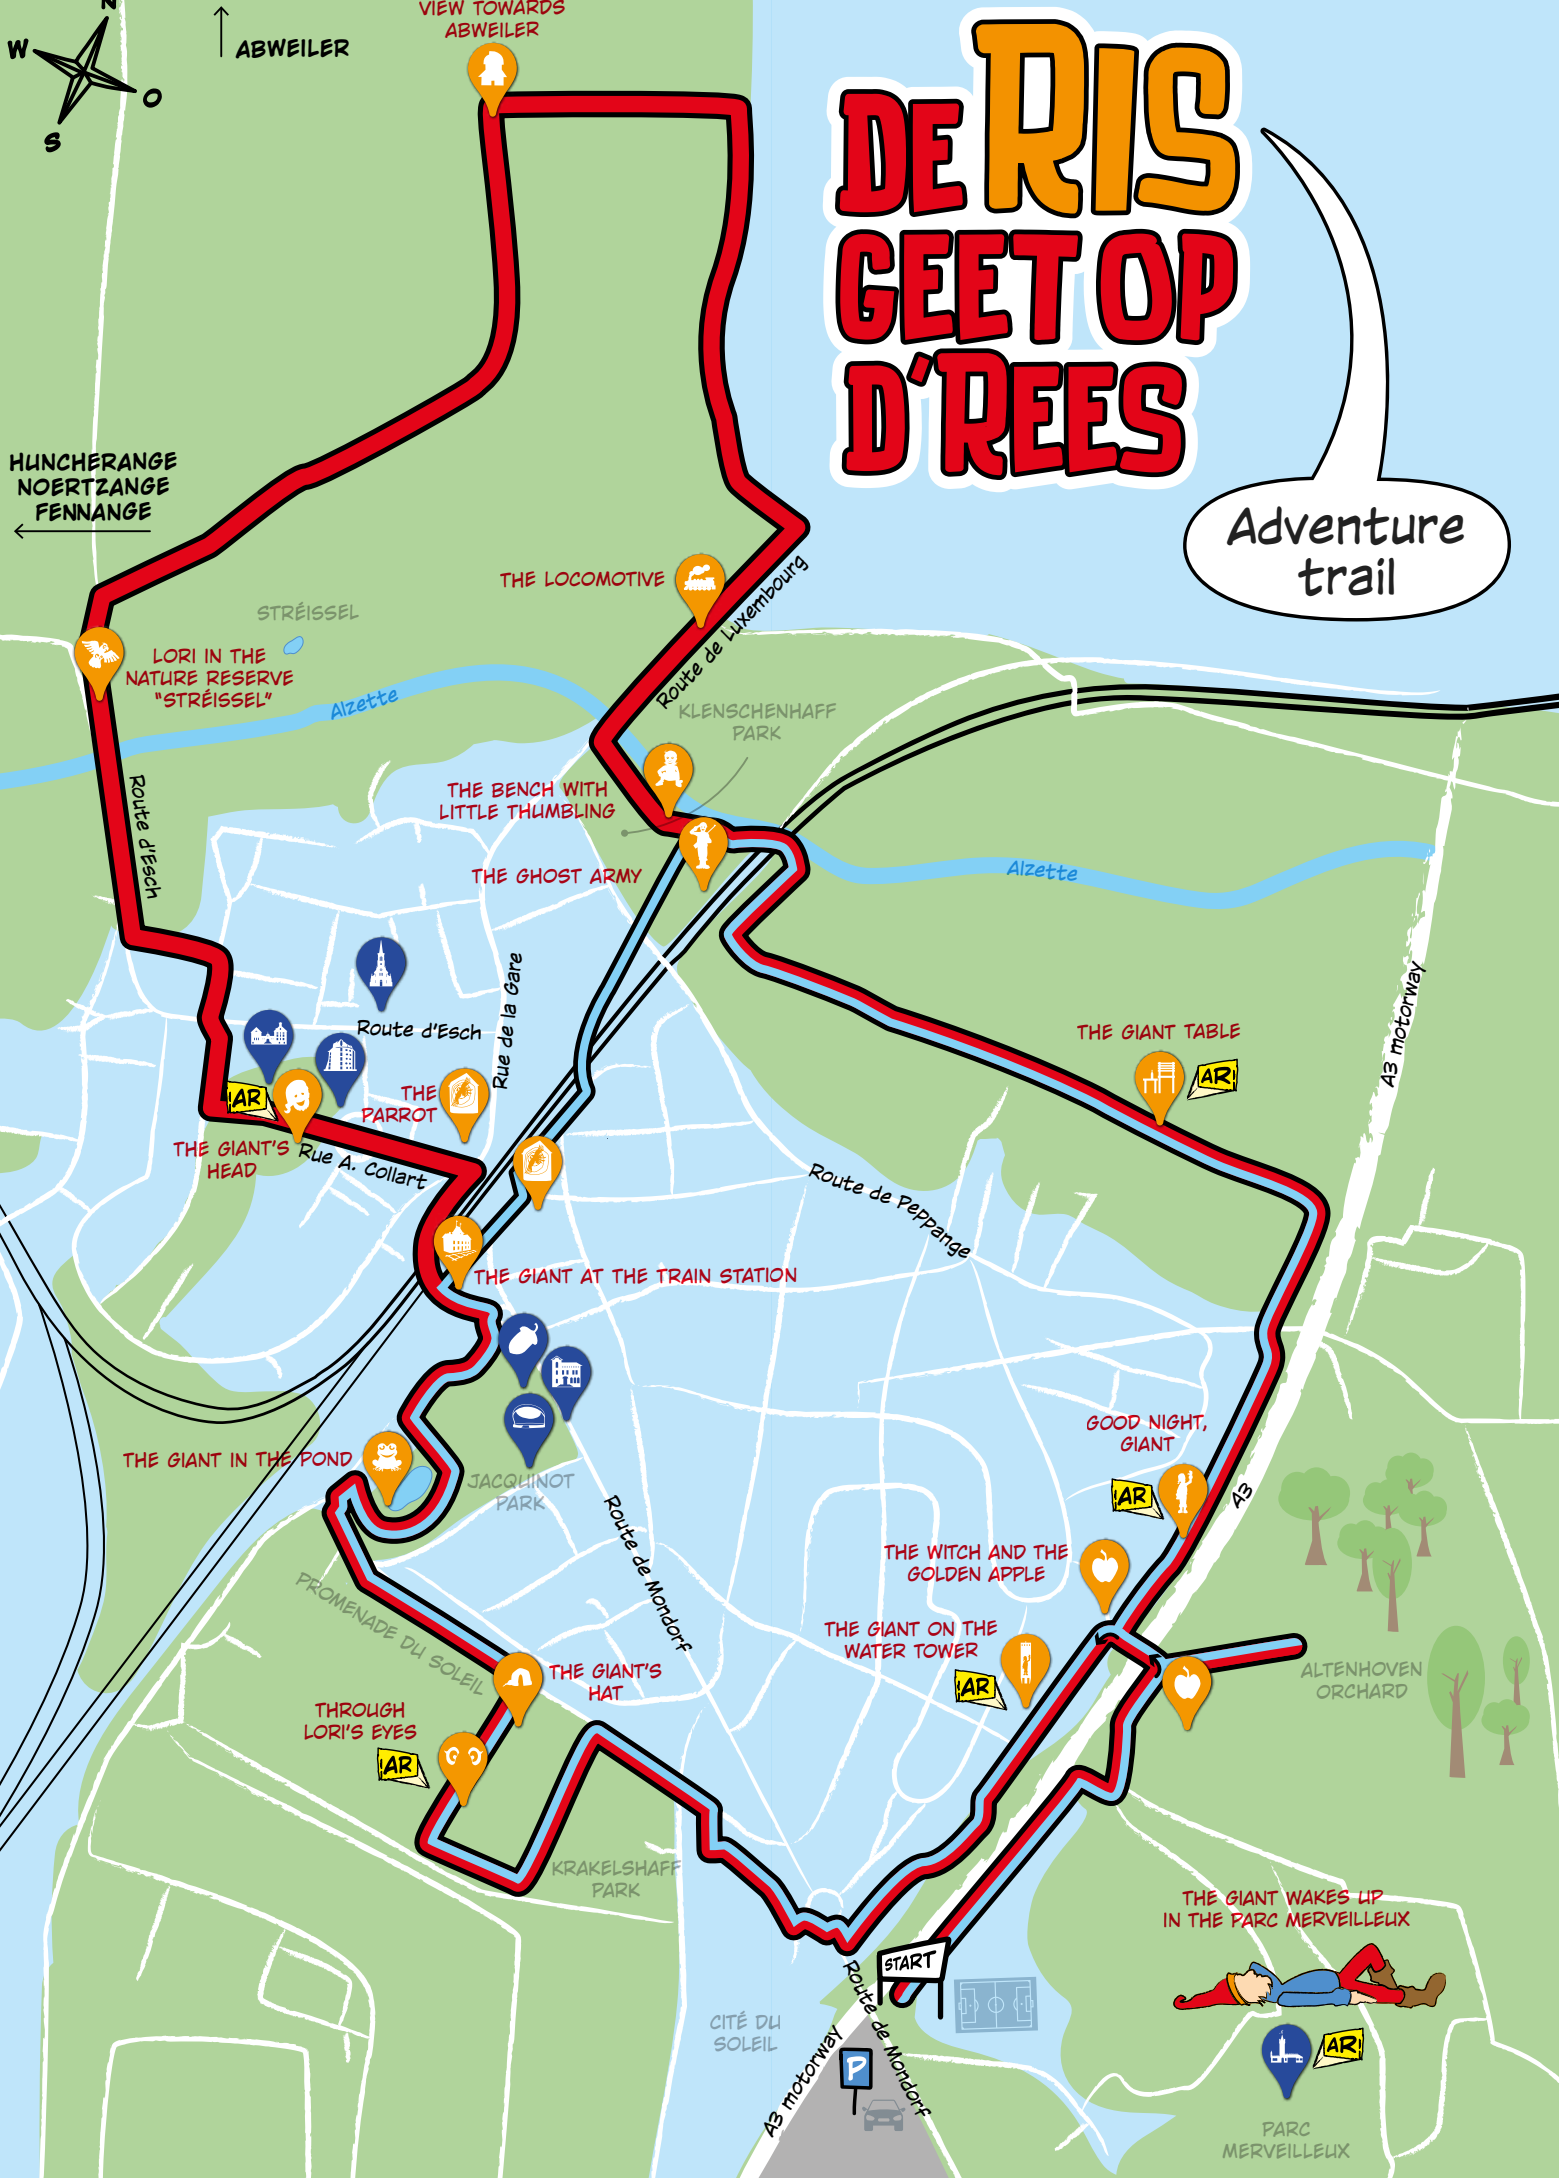 N
W
O
S
ABWEILER
VIEW TOWARDS
ABWEILER
DE RIS
GEET OP
D'REES
Adventure
trail
HUNCHERANGE
NOERTZANGE
FENNANGE
STRÉISSEL
LORI IN THE
NATURE RESERVE
"STRÉISSEL"
THE LOCOMOTIVE
Route de Luxembourg
Alzette
KLENSCHENHAFF
PARK
THE BENCH WITH
LITTLE THUMBLING
Route d'Esch
THE GHOST ARMY
Alzette
Rue de la Gare
Route d'Esch
A3 motorway
THE GIANT TABLE
AR!
!AR
THE
PARROT
THE GIANT'S
HEAD
Rue A. Collart
Route de Peppange
THE GIANT AT THE TRAIN STATION
THE GIANT IN THE POND
JACQUINOT
PARK
GOOD NIGHT,
GIANT
!AR
A3
Route de Mondorf
THE WITCH AND THE
GOLDEN APPLE
PROMENADE DU SOLEIL
THE GIANT ON THE
WATER TOWER
!AR
THE GIANT'S
HAT
ALTENHOVEN
ORCHARD
THROUGH
LORI'S EYES
!AR
KRAKELSHAFF
PARK
THE GIANT WAKES UP
IN THE PARC MERVEILLEUX
START
Route de Mondorf
CITÉ DU
SOLEIL
A3 motorway
P
AR!
PARC
MERVEILLEUX